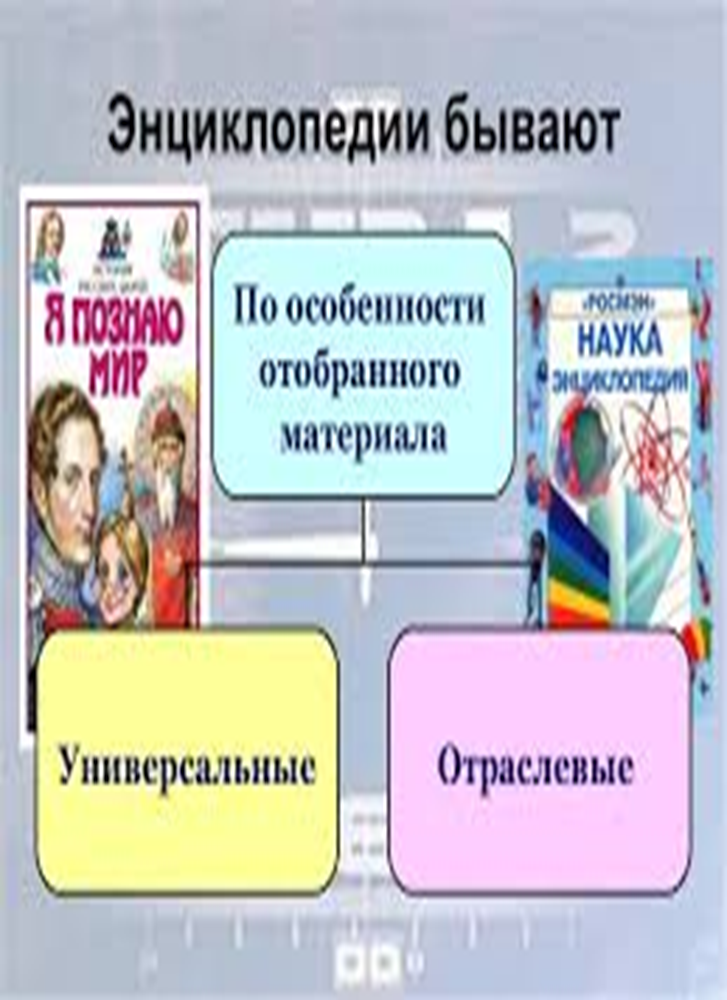 Энциклопедии бывают
Я ПОЗНАЮ
МИР
По особенности
отобранного
материала
«РОСМЭН»
НАУКА
ЭНЦИКЛОПЕДИЯ
Универсальные
Отраслевые